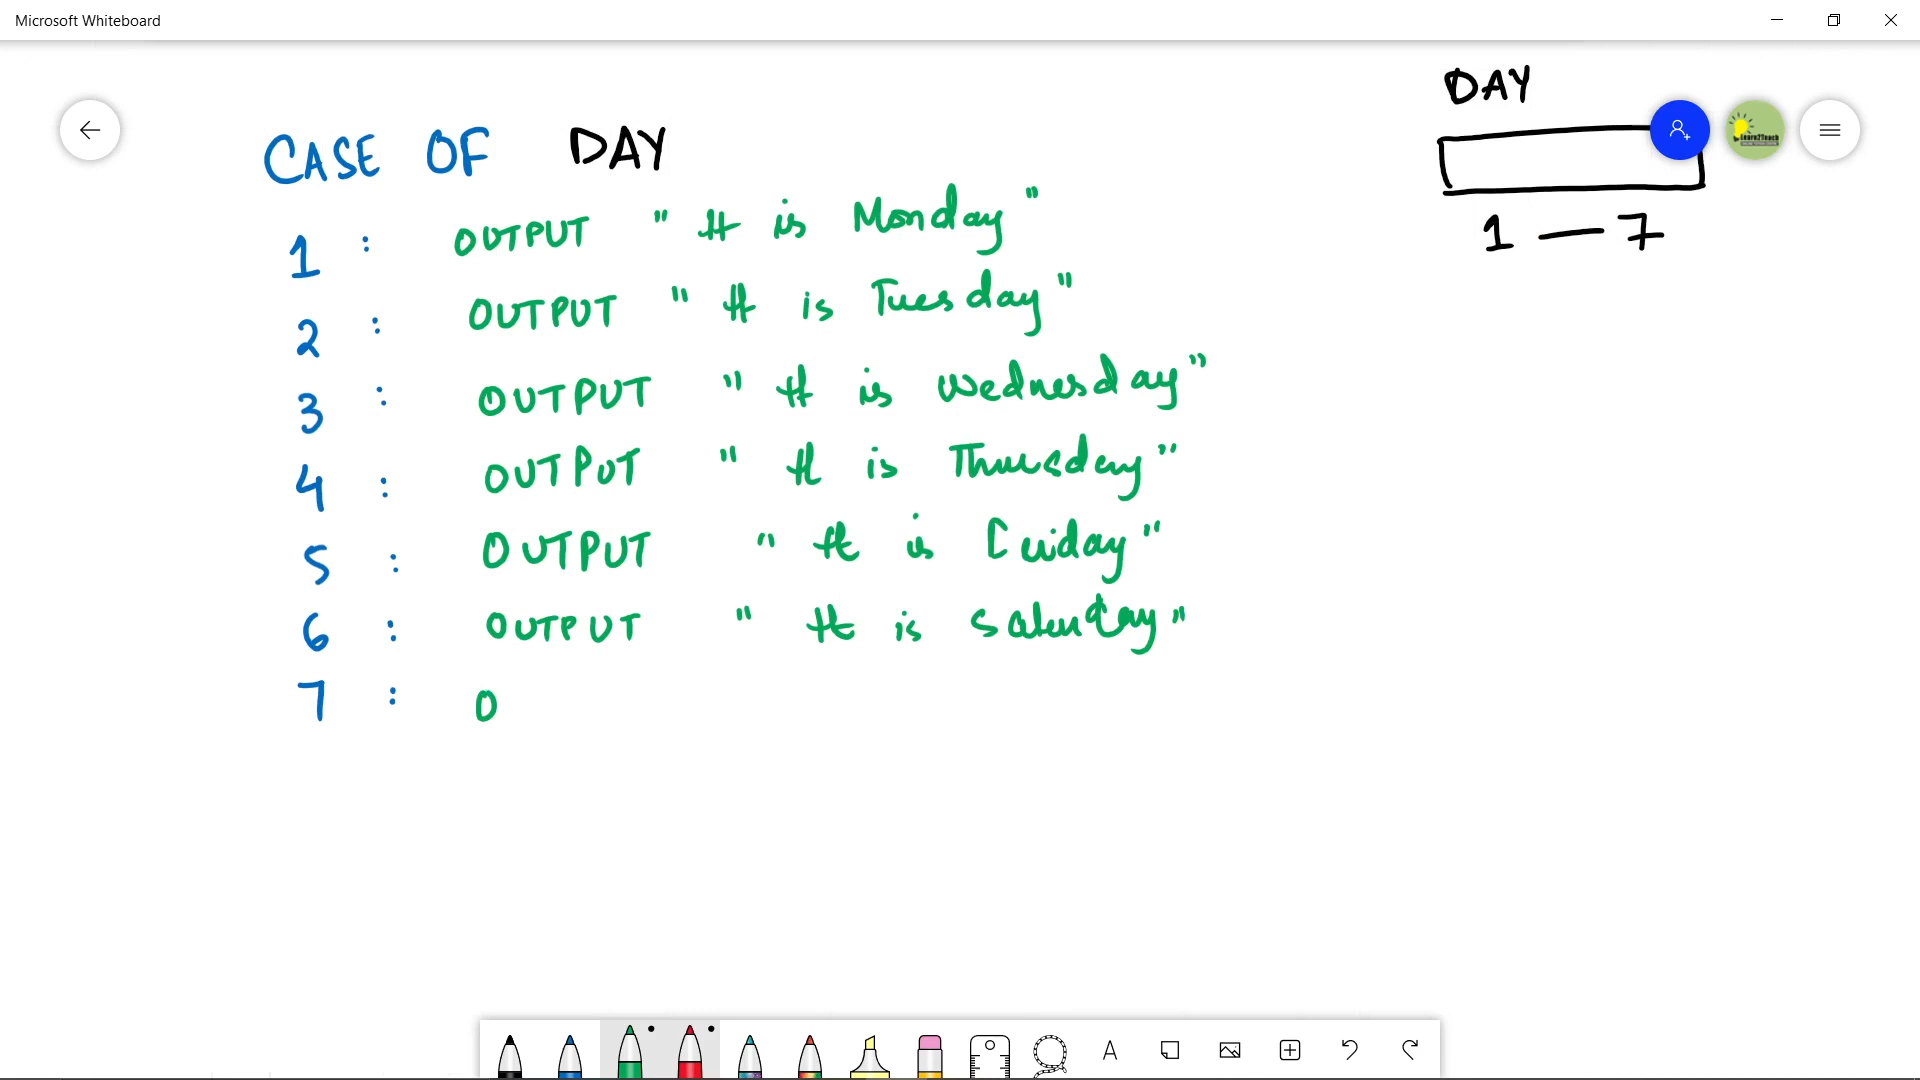 Microsoft Whiteboard
DAY
CASE OF DAY
1 : OUTPUT "It is Monday"
1 — 7
2 : OUTPUT "It is Tuesday"
3 : OUTPUT "It is Wednesday"
4 : OUTPUT "It is Thursday"
5 : OUTPUT "It is Friday"
6 : OUTPUT "It is Saturday"
7 : O
Learn2Teach
A